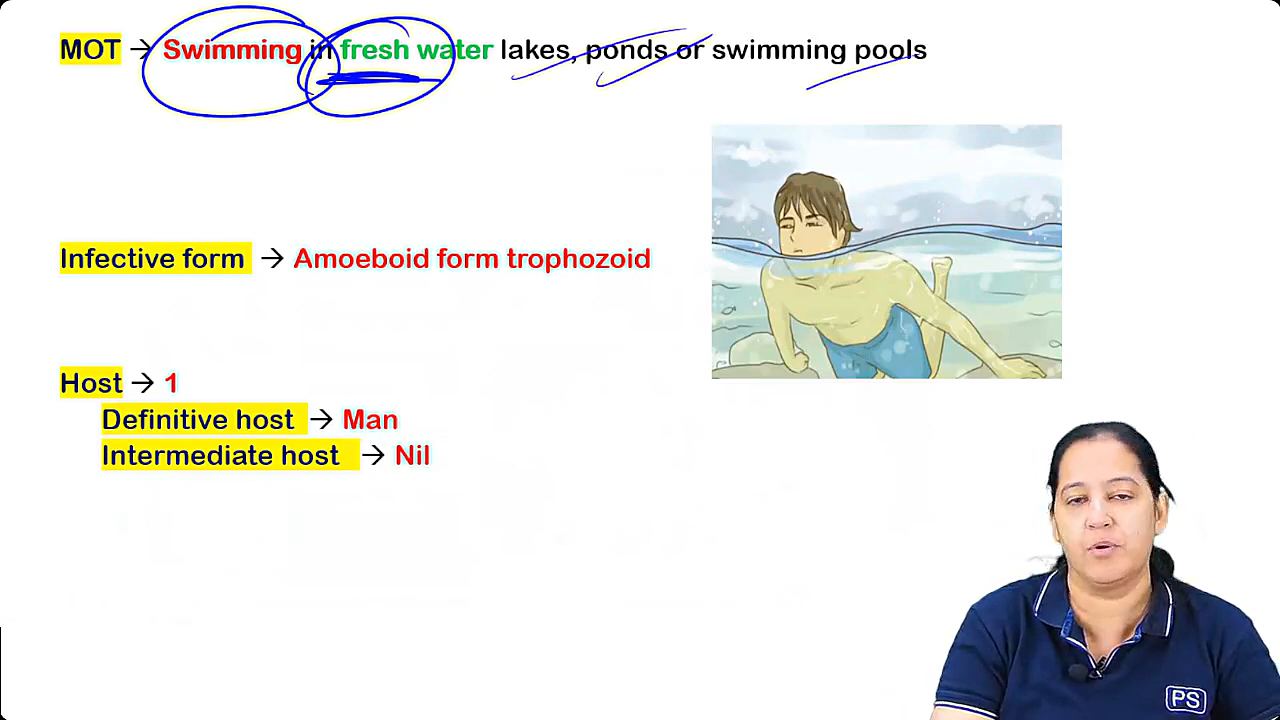 MOT → Swimming in fresh water lakes, ponds or swimming pools
Infective form → Amoeboid form trophozoid
Host → 1
Definitive host → Man
Intermediate host → Nil
PS